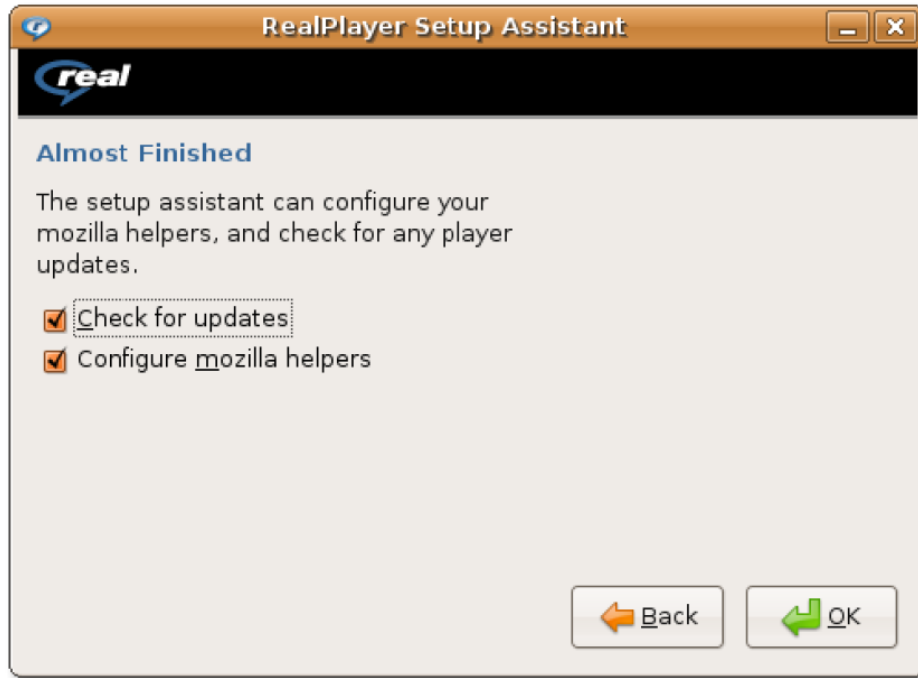 RealPlayer Setup Assistant
real
Almost Finished
The setup assistant can configure your
mozilla helpers, and check for any player
updates.
Check for updates
Configure mozilla helpers
Back
OK